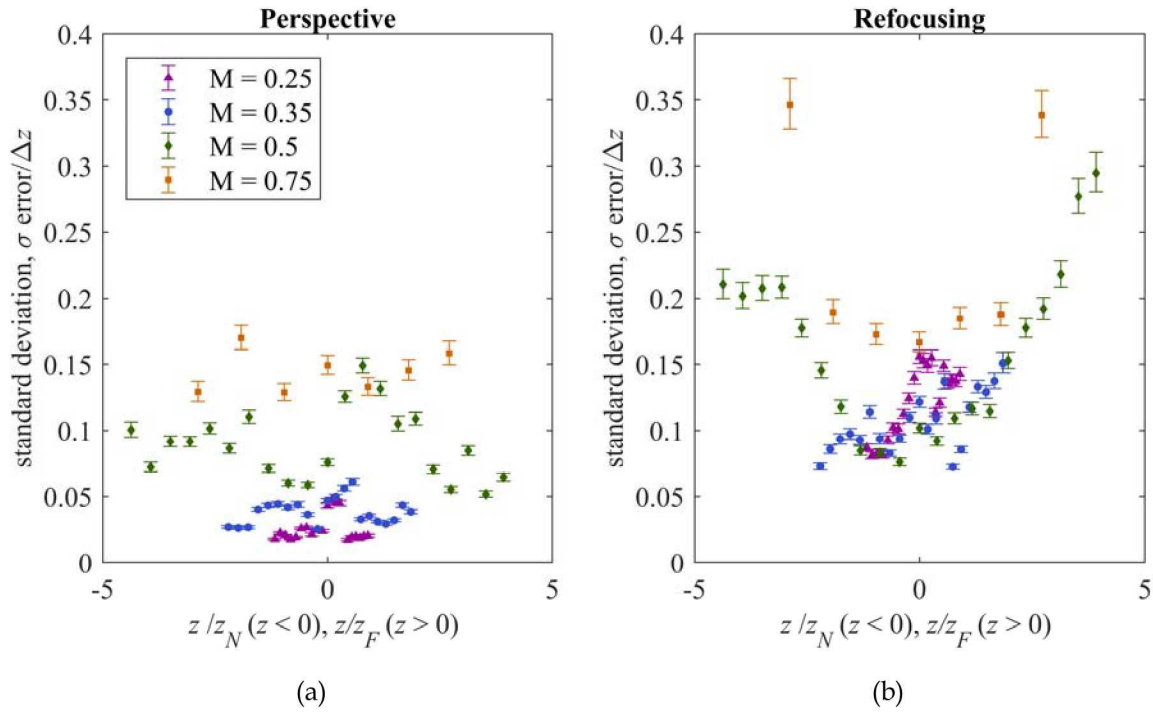 Perspective
0.4
0.35
0.3
0.25
0.2
0.15
0.1
0.05
0
-5
0
5
standard deviation, σ error/Δz
z /z_N (z < 0), z/z_F (z > 0)
M = 0.25
M = 0.35
M = 0.5
M = 0.75
(a)
Refocusing
0.4
0.35
0.3
0.25
0.2
0.15
0.1
0.05
0
-5
0
5
standard deviation, σ error/Δz
z /z_N (z < 0), z/z_F (z > 0)
(b)